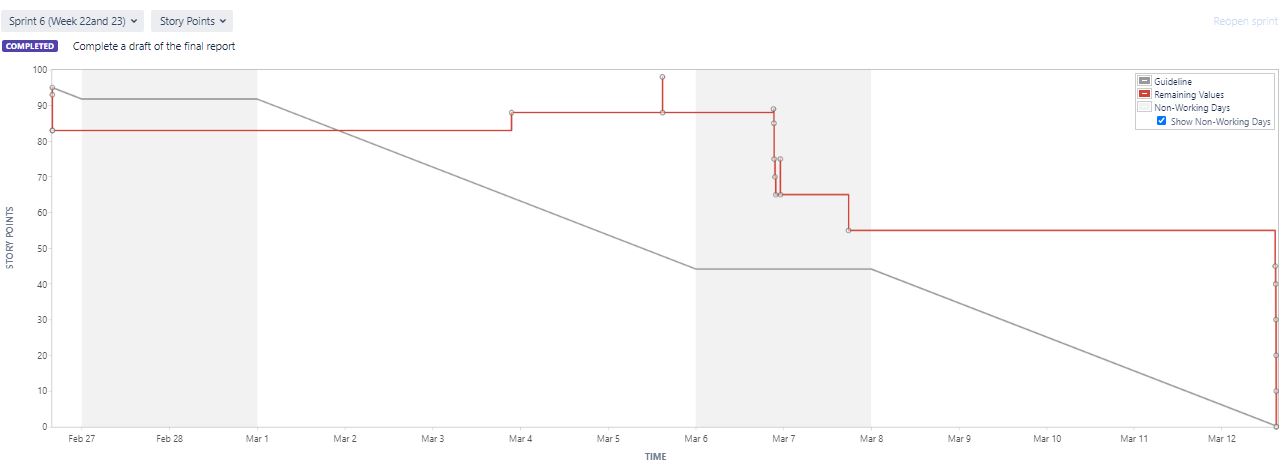 Sprint 6 (Week 22and 23) Story Points Reopen sprint
COMPLETED Complete a draft of the final report
100
90
80
70
60
50
40
30
20
10
0
STORY POINTS
Guideline
Remaining Values
Non-Working Days
Show Non-Working Days
Feb 27 Feb 28 Mar 1 Mar 2 Mar 3 Mar 4 Mar 5 Mar 6 Mar 7 Mar 8 Mar 9 Mar 10 Mar 11 Mar 12
TIME